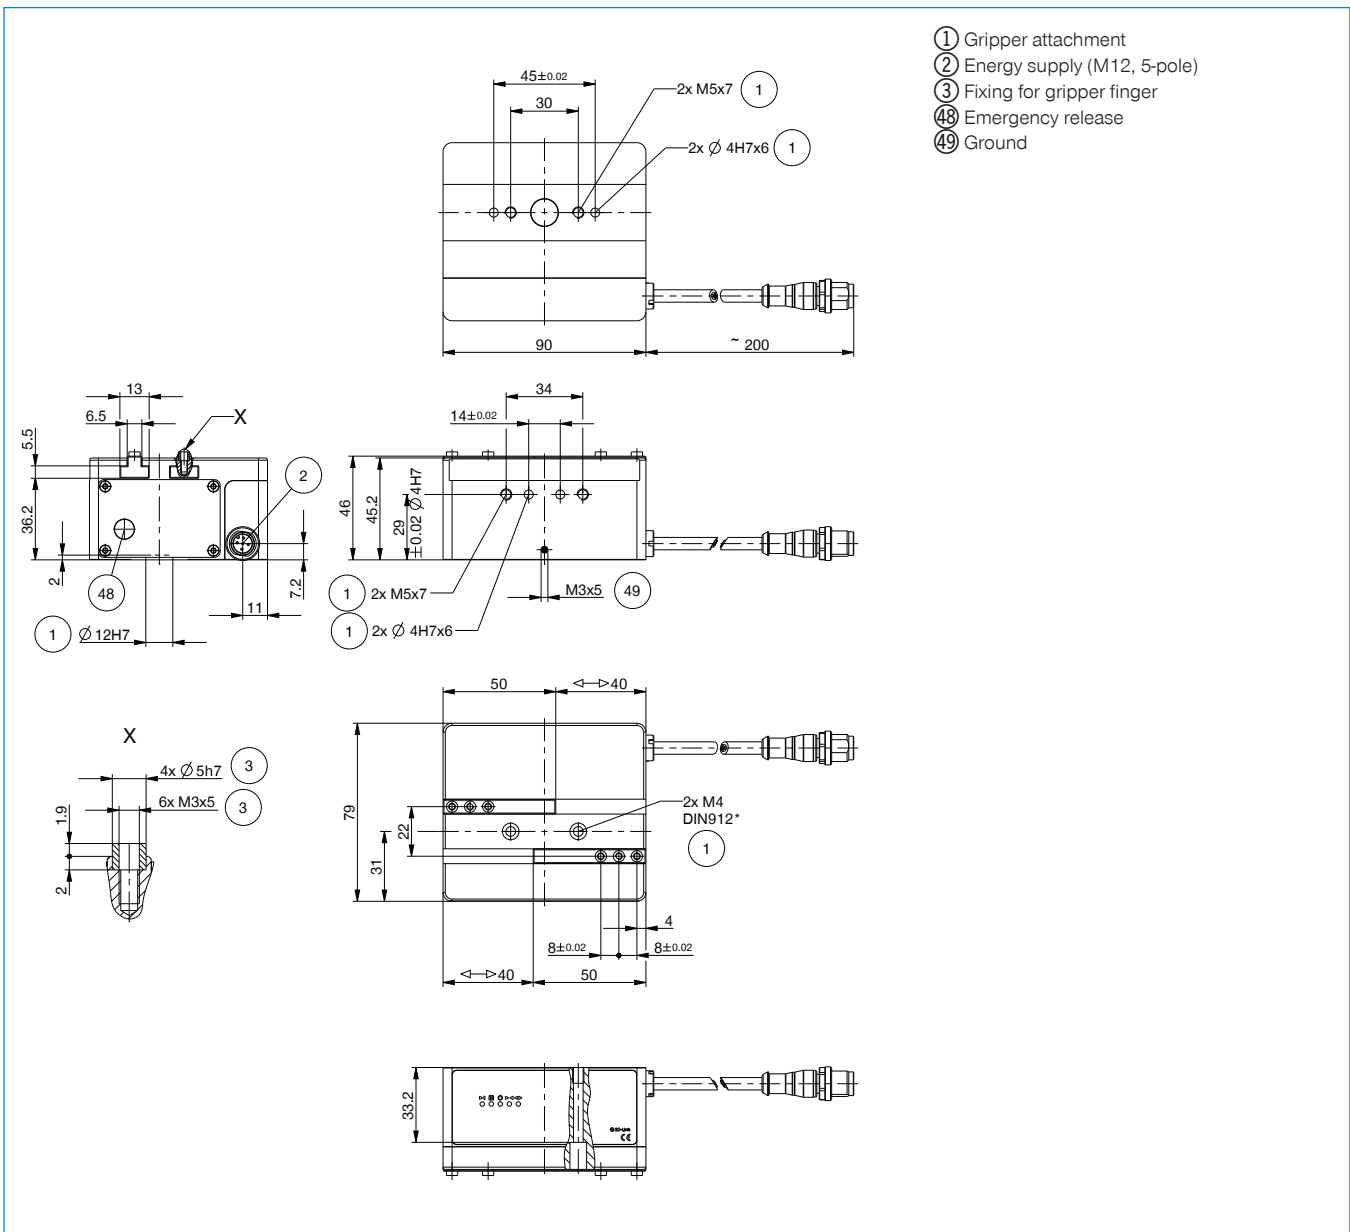 ① Gripper attachment
② Energy supply (M12, 5-pole)
③ Fixing for gripper finger
㊽ Emergency release
㊾ Ground
45±0.02
30
2x M5x7 1
2x Ø 4H7x6 1
90
~ 200
13
6.5
X
5.5
36.2
2
2
48
7.2
11
1 Ø 12H7
34
14±0.02
46
45.2
29
±0.02 Ø 4H7
1 2x M5x7
M3x5 49
1 2x Ø 4H7x6
X
4x Ø 5h7 3
6x M3x5 3
1.9
2
50
40
79
22
31
2x M4
DIN912*
1
4
8±0.02
8±0.02
40
50
33.2
IO-Link
CE